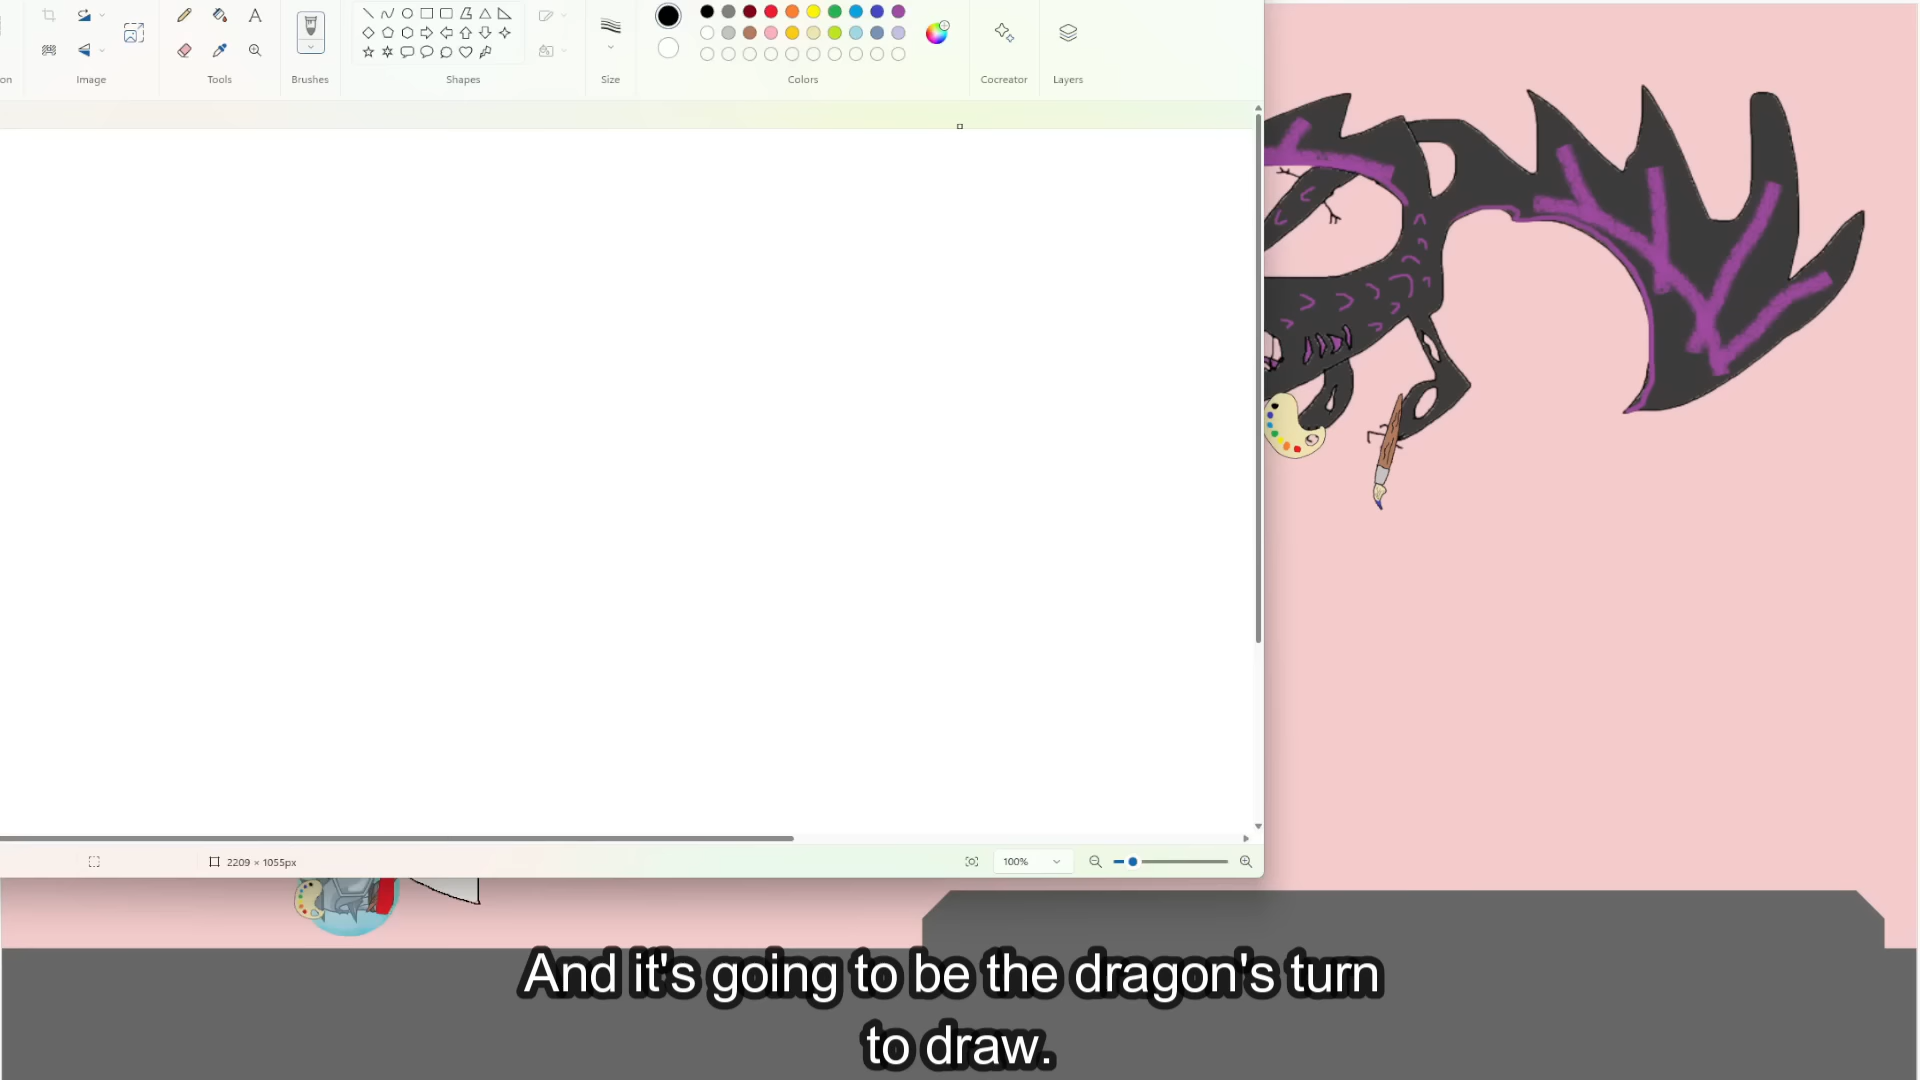 on
Image
Tools
Brushes
Shapes
Size
Colors
Cocreator
Layers
2209 × 1055px
100%
And it's going to be the dragon's turn
to draw.